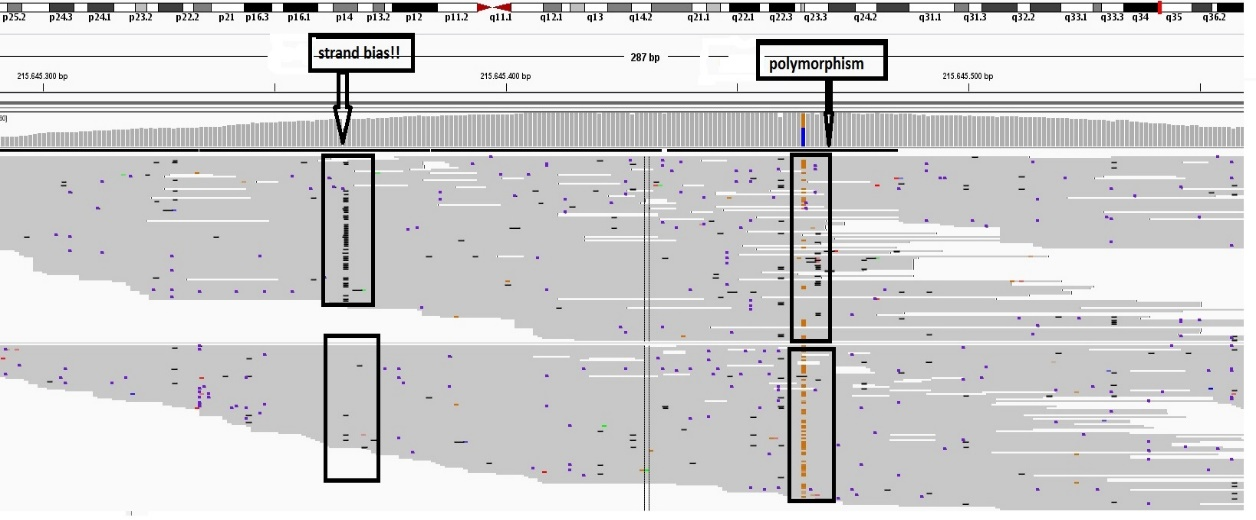 p25.2 p24.3 p24.1 p23.2 p22.2 p21 p16.3 p16.1 p14 p13.2 p12 p11.2 q11.1 q12.1 q13 q14.2 q21.1 q22.1 q22.3 q23.3 q24.2 q31.1 q31.3 q32.2 q33.1 q33.3 q34 q35 q36.2
strand bias!!
polymorphism
287 bp
215.645.300 bp 215.645.400 bp 215.645.500 bp